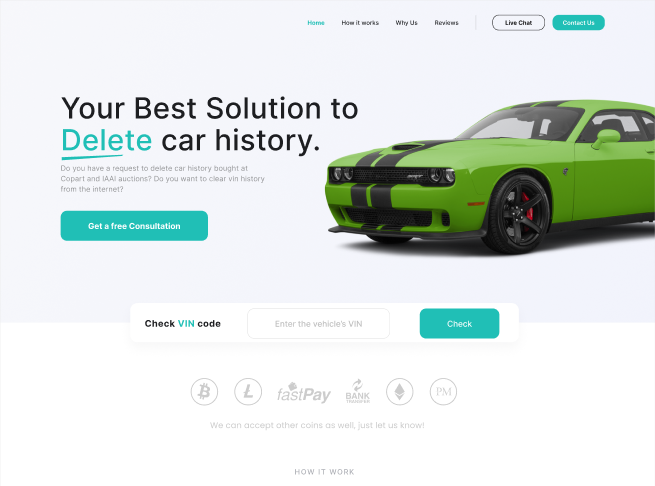 Home How it works Why Us Reviews Live Chat Contact Us
Your Best Solution to
Delete car history.
Do you have a request to delete car history bought at
Copart and IAAI auctions? Do you want to clear vin history
from the internet?
Get a free Consultation
Check VIN code Enter the vehicle's VIN Check
fastPay BANK TRANSFER PM
We can accept other coins as well, just let us know!
HOW IT WORK